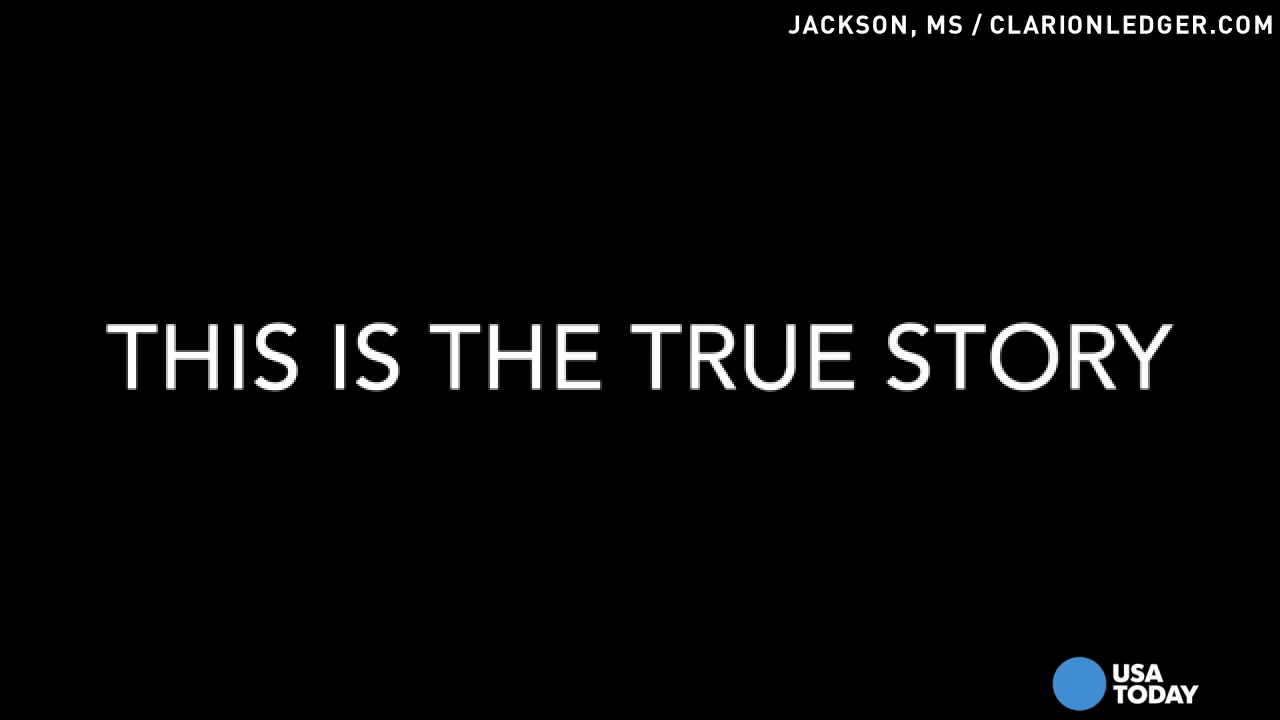 JACKSON, MS / CLARIONLEDGER.COM
THIS IS THE TRUE STORY
USA
TODAY